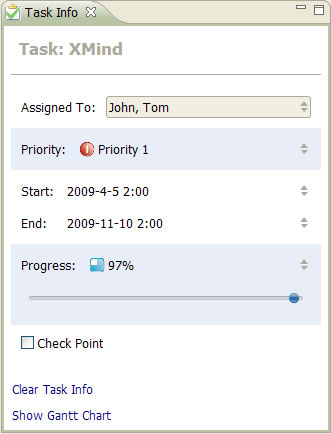 Task Info
Task: XMind
Assigned To: John, Tom
Priority: Priority 1
Start: 2009-4-5 2:00
End: 2009-11-10 2:00
Progress: 97%
Check Point
Clear Task Info
Show Gantt Chart